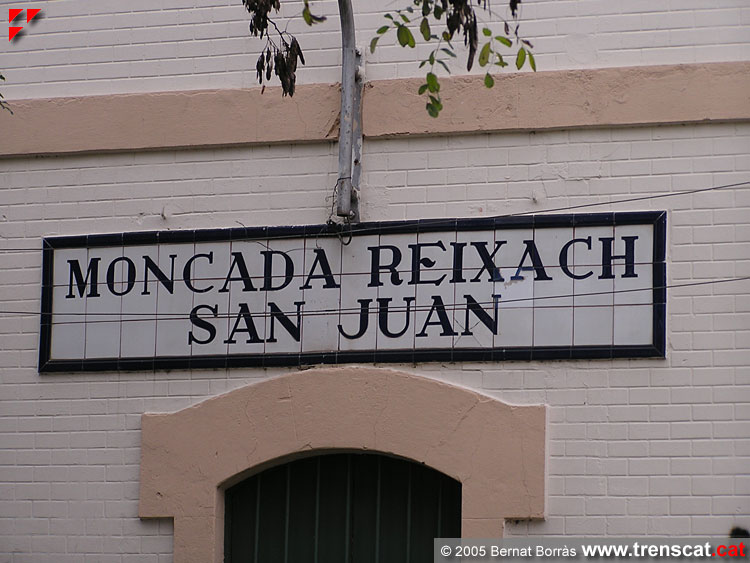 MONCADA REIXACH
SAN JUAN
© 2005 Bernat Borràs www.trenscat.cat